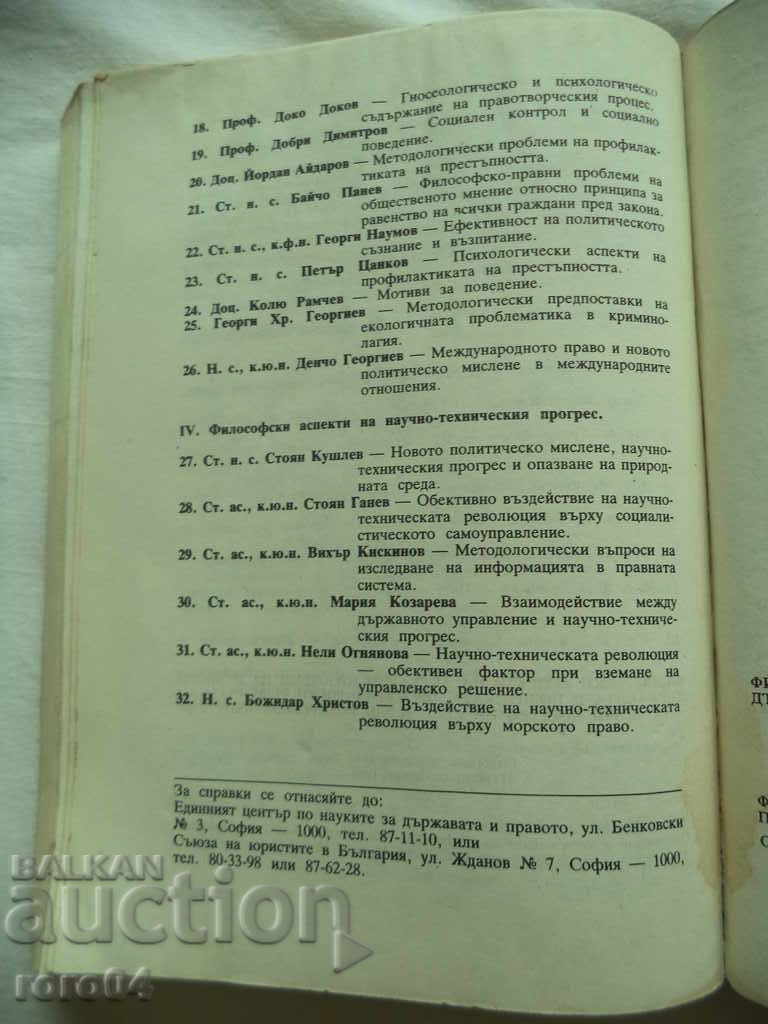 18. Проф. Доко Доков — Гносеологическо и психологическо
съдържание на правотворческия процес.
19. Проф. Добри Димитров — Социален контрол и социално
поведение.
20. Доц. Йордан Айдаров — Методологически проблеми на профилак-
тиката на престъпността.
21. Ст. н. с. Байчо Панев — Философско-правни проблеми на
общественото мнение относно принципа за
равенство на всички граждани пред закона.
22. Ст. н. с., к.ф.н. Георги Наумов — Ефективност на политическото
съзнание и възпитание.
23. Ст. н. с. Петър Цанков — Психологически аспекти на
профилактиката на престъпността.
24. Доц. Колю Рамчев — Мотиви за поведение.
25. Георги Хр. Георгиев — Методологически предпоставки на
екологичната проблематика в кримино-
лагия.
26. Н. с., к.ю.н. Денчо Георгиев — Международното право и новото
политическо мислене в международните
отношения.
IV. Философски аспекти на научно-техническия прогрес.
27. Ст. н. с. Стоян Кушлев — Новото политическо мислене, научно-
техническия прогрес и опазване на природ-
ната среда.
28. Ст. ас., к.ю.н. Стоян Ганев — Обективно въздействие на научно-
техническата революция върху социали-
стическото самоуправление.
29. Ст. ас., к.ю.н. Вихър Кискинов — Методологически въпроси на
изследване на информацията в правната
система.
30. Ст. ас., к.ю.н. Мария Козарева — Взаимодействие между
държавното управление и научно-техниче-
ския прогрес.
31. Ст. ас., к.ю.н. Нели Огнянова — Научно-техническата революция
— обективен фактор при вземане на
управленско решение.
32. Н. с. Божидар Христов — Въздействие на научно-техническата
революция върху морското право.
За справки се отнасяйте до:
Единният център по науките за държавата и правото, ул. Бенковски
№ 3, София — 1000, тел. 87-11-10, или
Съюза на юристите в България, ул. Жданов № 7, София — 1000,
тел. 80-33-98 или 87-62-28.
ФИ
ДЪ
Ф
П
С
BALKAN
auction
roro04